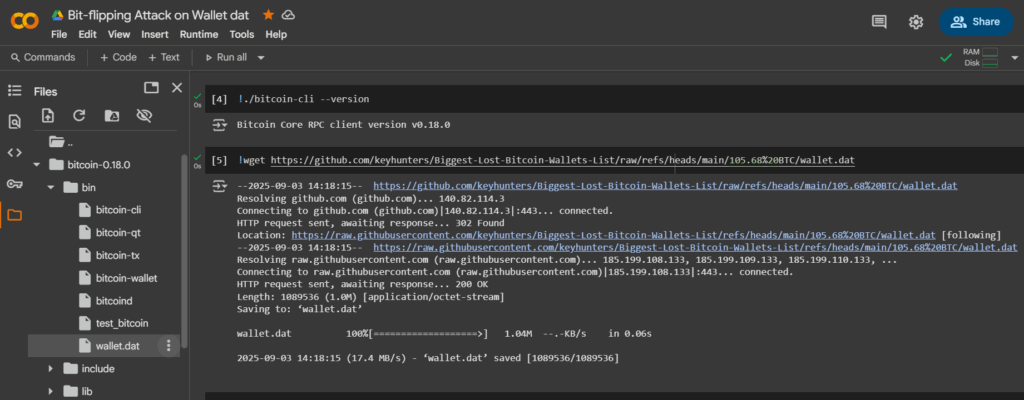 Bit-flipping Attack on Wallet dat
File Edit View Insert Runtime Tools Help
Share
Commands + Code + Text Run all
RAM
Disk
Files
..
bitcoin-0.18.0
bin
bitcoin-cli
bitcoin-qt
bitcoin-tx
bitcoin-wallet
bitcoind
test_bitcoin
wallet.dat
include
lib
0s [4] !./bitcoin-cli --version
Bitcoin Core RPC client version v0.18.0
0s [5] !wget https://github.com/keyhunters/Biggest-Lost-Bitcoin-Wallets-List/raw/refs/heads/main/105.68%20BTC/wallet.dat
--2025-09-03 14:18:15-- https://github.com/keyhunters/Biggest-Lost-Bitcoin-Wallets-List/raw/refs/heads/main/105.68%20BTC/wallet.dat
Resolving github.com (github.com)... 140.82.114.3
Connecting to github.com (github.com)|140.82.114.3|:443... connected.
HTTP request sent, awaiting response... 302 Found
Location: https://raw.githubusercontent.com/keyhunters/Biggest-Lost-Bitcoin-Wallets-List/refs/heads/main/105.68%20BTC/wallet.dat [following]
--2025-09-03 14:18:15-- https://raw.githubusercontent.com/keyhunters/Biggest-Lost-Bitcoin-Wallets-List/refs/heads/main/105.68%20BTC/wallet.dat
Resolving raw.githubusercontent.com (raw.githubusercontent.com)... 185.199.108.133, 185.199.109.133, 185.199.110.133, ...
Connecting to raw.githubusercontent.com (raw.githubusercontent.com)|185.199.108.133|:443... connected.
HTTP request sent, awaiting response... 200 OK
Length: 1089536 (1.0M) [application/octet-stream]
Saving to: ‘wallet.dat’
wallet.dat 100%[===================>] 1.04M --.-KB/s in 0.06s
2025-09-03 14:18:15 (17.4 MB/s) - ‘wallet.dat’ saved [1089536/1089536]